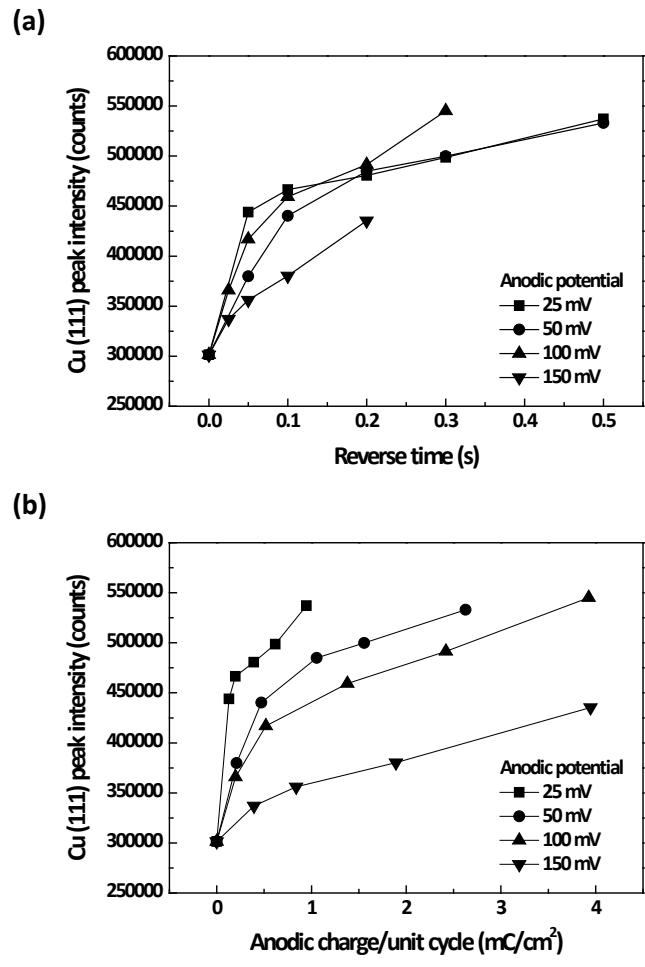 (a)
600000
550000
500000
450000
400000
350000
300000
250000
Cu (111) peak intensity (counts)
Anodic potential
25 mV
50 mV
100 mV
150 mV
0.0 0.1 0.2 0.3 0.4 0.5
Reverse time (s)
(b)
600000
550000
500000
450000
400000
350000
300000
250000
Cu (111) peak intensity (counts)
Anodic potential
25 mV
50 mV
100 mV
150 mV
0 1 2 3 4
Anodic charge/unit cycle (mC/cm²)